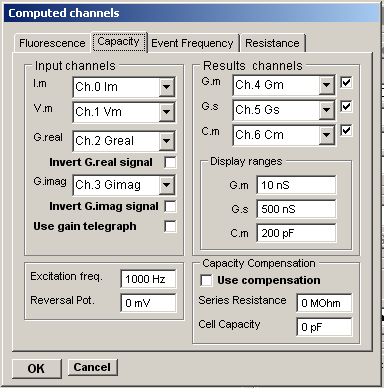 Computed channels
Fluorescence Capacity Event Frequency Resistance
Input channels
I.m Ch.0 Im
V.m Ch.1 Vm
G.real Ch.2 Greal
Invert G.real signal
G.imag Ch.3 Gimag
Invert G.imag signal
Use gain telegraph
Results channels
G.m Ch.4 Gm
G.s Ch.5 Gs
C.m Ch.6 Cm
Display ranges
G.m 10 nS
G.s 500 nS
C.m 200 pF
Excitation freq. 1000 Hz
Reversal Pot. 0 mV
Capacity Compensation
Use compensation
Series Resistance 0 MOhm
Cell Capacity 0 pF
OK Cancel